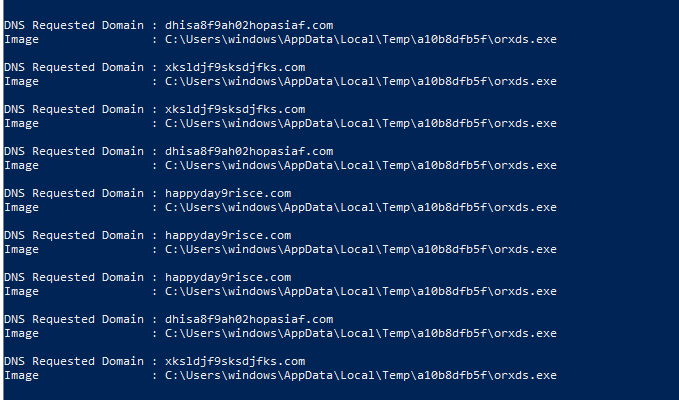 DNS Requested Domain : dhisa8f9ah02hopasiaf.com
Image                : C:\Users\windows\AppData\Local\Temp\a10b8dfb5f\orxds.exe
DNS Requested Domain : xksldjf9sksdjfks.com
Image                : C:\Users\windows\AppData\Local\Temp\a10b8dfb5f\orxds.exe
DNS Requested Domain : xksldjf9sksdjfks.com
Image                : C:\Users\windows\AppData\Local\Temp\a10b8dfb5f\orxds.exe
DNS Requested Domain : dhisa8f9ah02hopasiaf.com
Image                : C:\Users\windows\AppData\Local\Temp\a10b8dfb5f\orxds.exe
DNS Requested Domain : happyday9risce.com
Image                : C:\Users\windows\AppData\Local\Temp\a10b8dfb5f\orxds.exe
DNS Requested Domain : happyday9risce.com
Image                : C:\Users\windows\AppData\Local\Temp\a10b8dfb5f\orxds.exe
DNS Requested Domain : happyday9risce.com
Image                : C:\Users\windows\AppData\Local\Temp\a10b8dfb5f\orxds.exe
DNS Requested Domain : dhisa8f9ah02hopasiaf.com
Image                : C:\Users\windows\AppData\Local\Temp\a10b8dfb5f\orxds.exe
DNS Requested Domain : xksldjf9sksdjfks.com
Image                : C:\Users\windows\AppData\Local\Temp\a10b8dfb5f\orxds.exe